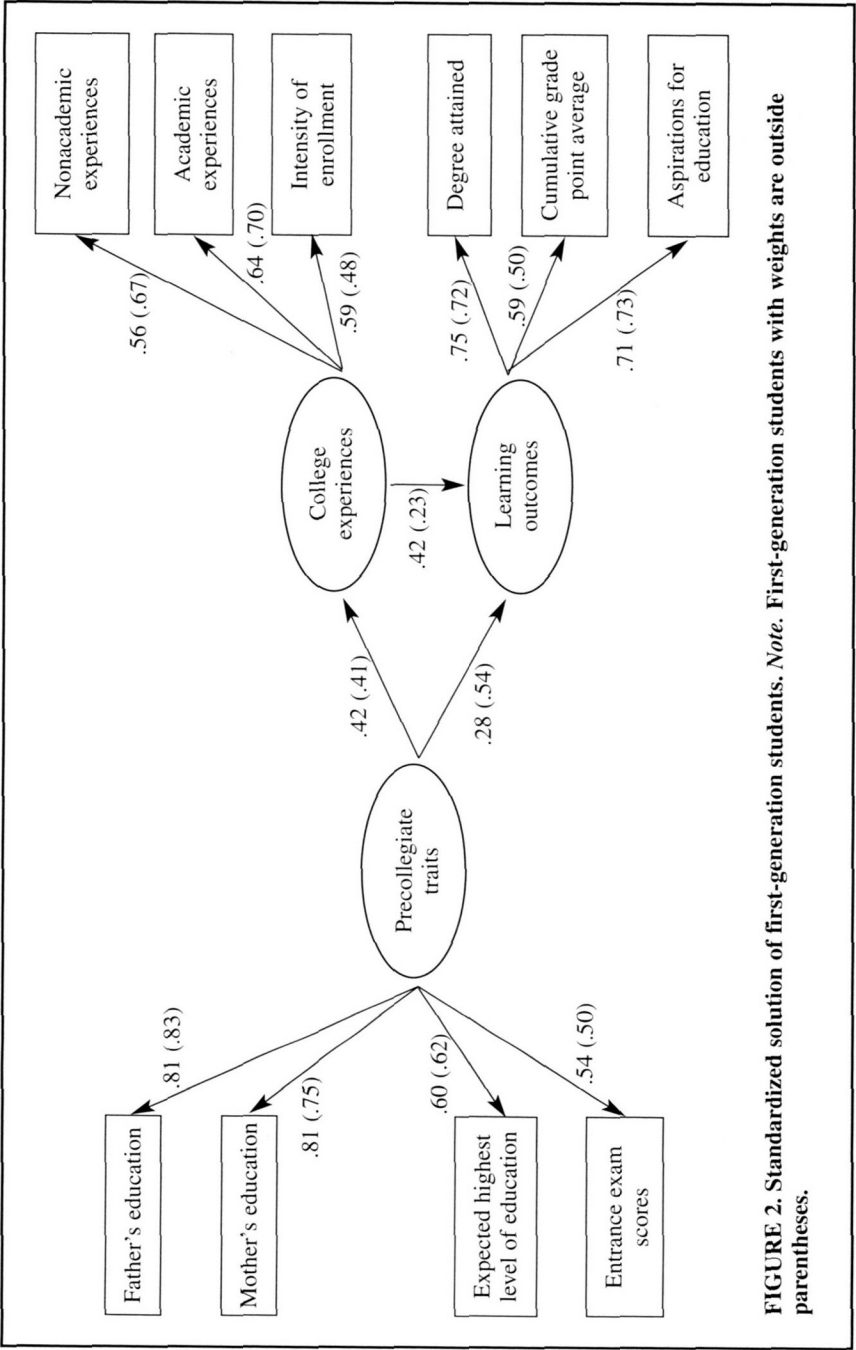 Father's education
Mother's education
Expected highest
level of education
Entrance exam
scores
.81 (.83)
.81 (.75)
.60 (.62)
.54 (.50)
Precollegiate
traits
.42 (.41)
.28 (.54)
College
experiences
.42 (.23)
Learning
outcomes
.56 (.67)
.64 (.70)
.59 (.48)
.75 (.72)
.59 (.50)
.71 (.73)
Nonacademic
experiences
Academic
experiences
Intensity of
enrollment
Degree attained
Cumulative grade
point average
Aspirations for
education
FIGURE 2. Standardized solution of first-generation students. Note. First-generation students with weights are outside
parentheses.